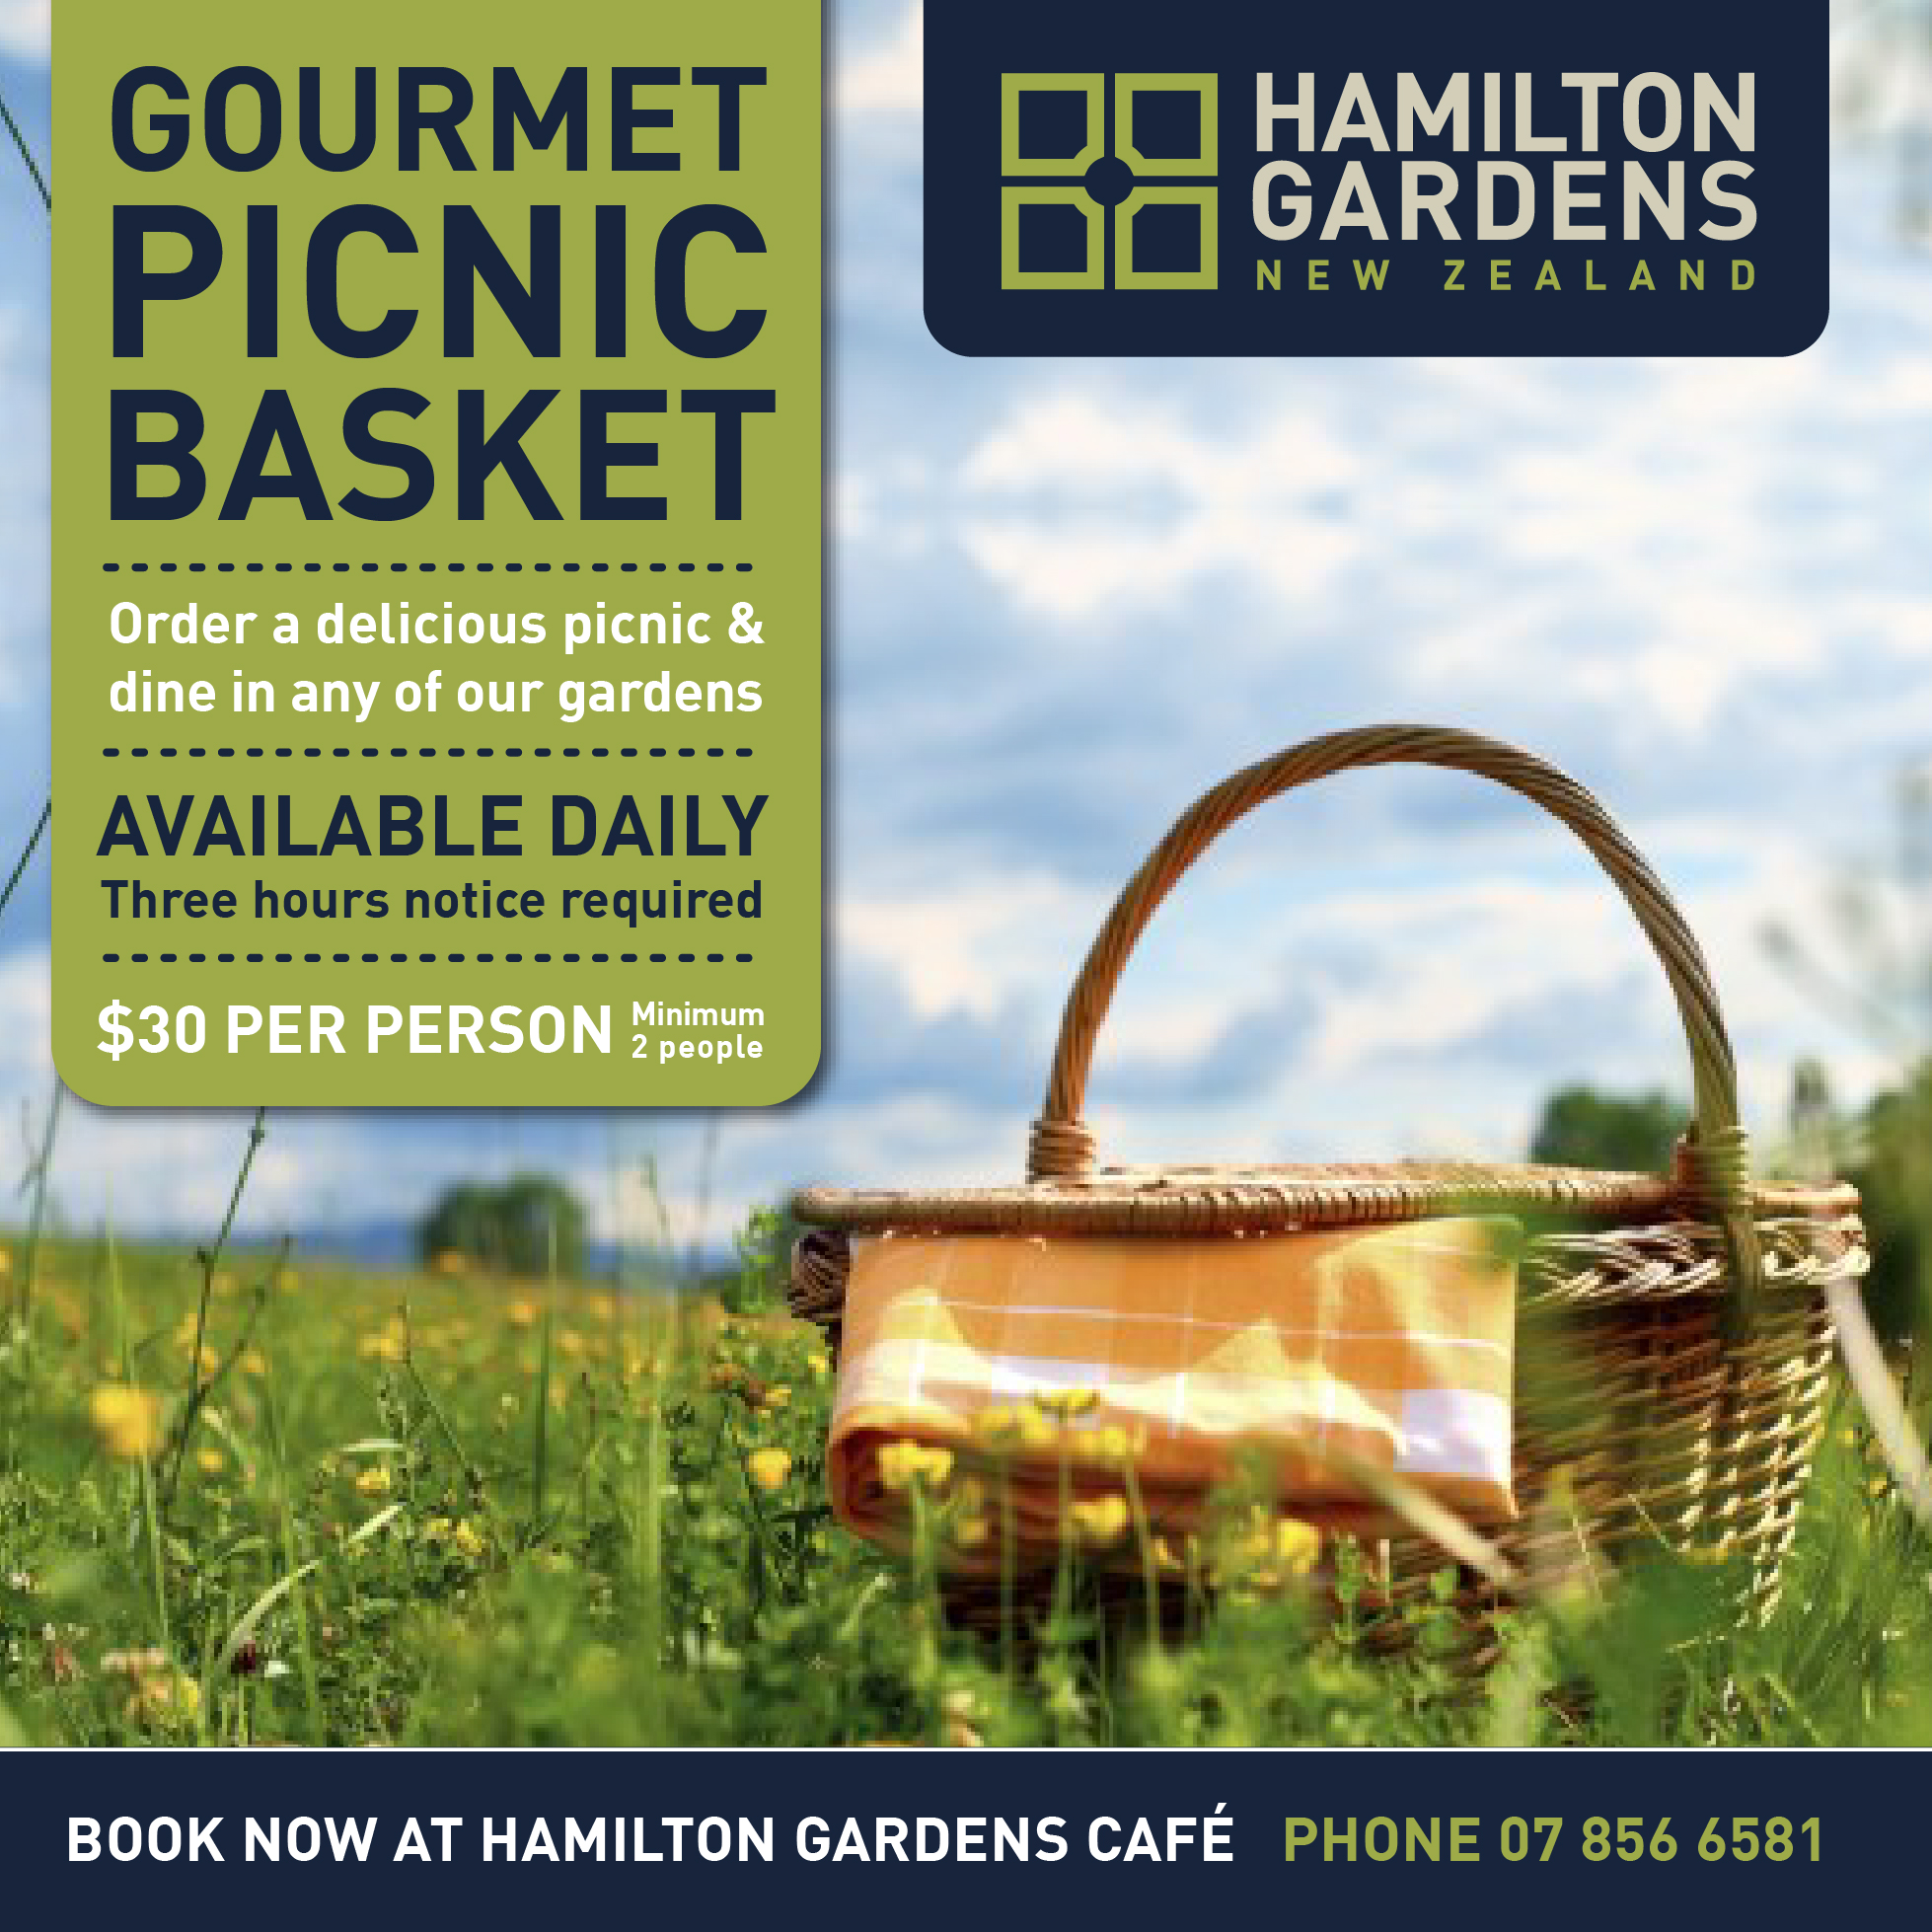 GOURMET
PICNIC
BASKET
Order a delicious picnic &
dine in any of our gardens
AVAILABLE DAILY
Three hours notice required
$30 PER PERSON Minimum
2 people
HAMILTON
GARDENS
NEW ZEALAND
BOOK NOW AT HAMILTON GARDENS CAFÉ PHONE 07 856 6581